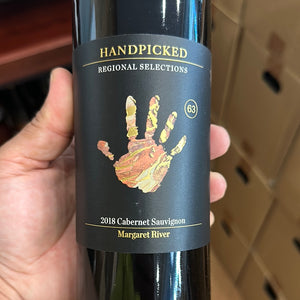 HANDPICKED
REGIONAL SELECTIONS
63
2018 Cabernet Sauvignon
Margaret River